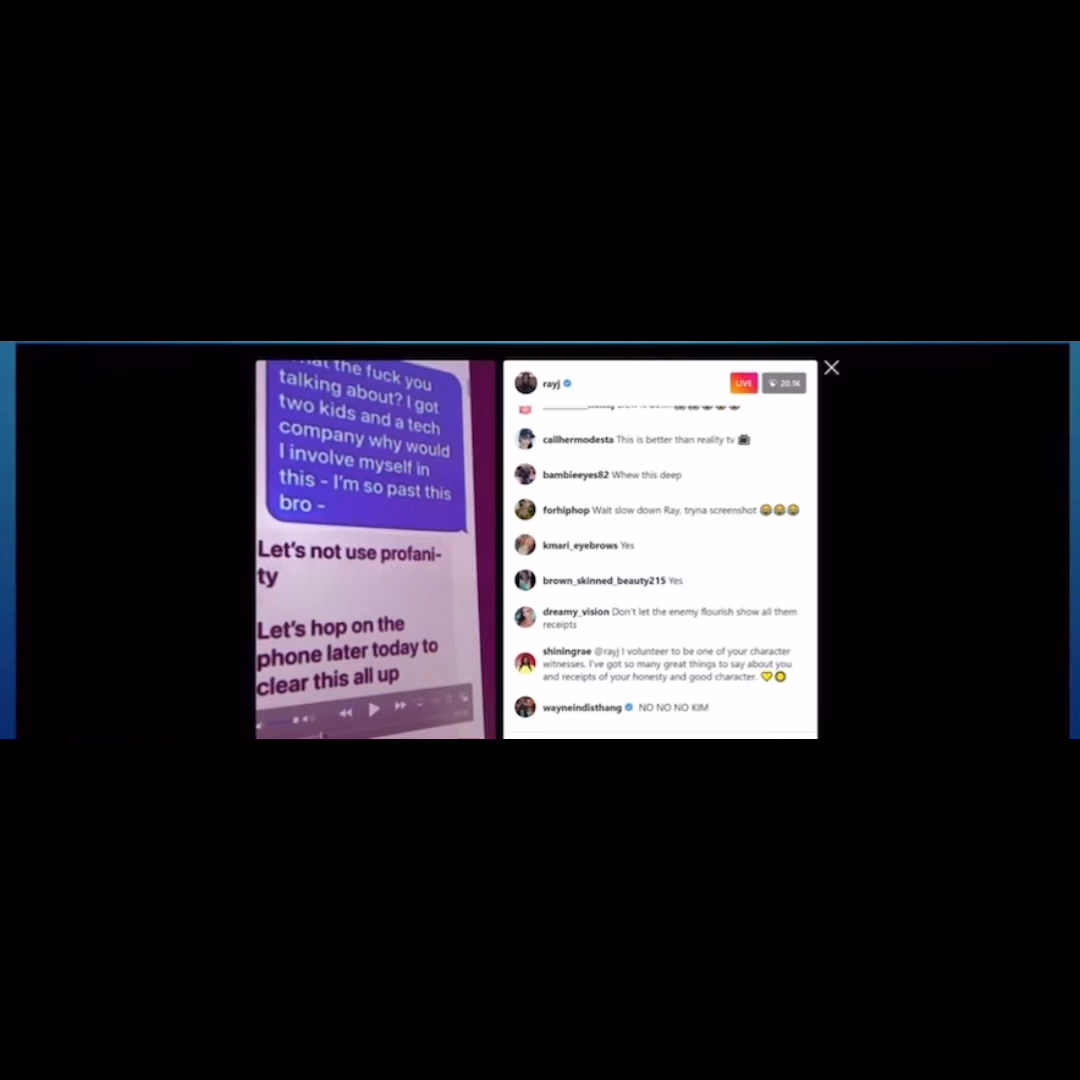 the fuck you
talking about? I got
two kids and a tech
company why would
I involve myself in
this - I'm so past this
bro -
Let's not use profani-
ty
Let's hop on the
phone later today to
clear this all up
rayj
LIVE
20.1K
callhermodesta This is better than reality tv
bambieeyes82 Whew this deep
forhiphop Wait slow down Ray, tryna screenshot 😂😂😂
kmari_eyebrows Yes
brown_skinned_beauty215 Yes
dreamy_vision Don't let the enemy flourish show all them
receipts
shiningrae @rayj I volunteer to be one of your character
witnesses. I've got so many great things to say about you
and receipts of your honesty and good character. 💛
wayneindisthang NO NO NO KIM